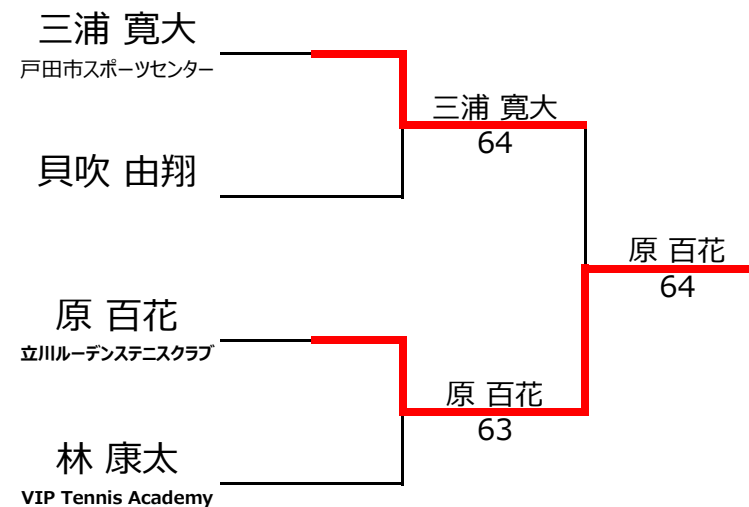 三浦 寛大
戸田市スポーツセンター
三浦 寛大
64
貝吹 由翔
原 百花
64
原 百花
立川ルーデンステニスクラブ
原 百花
63
林 康太
VIP Tennis Academy